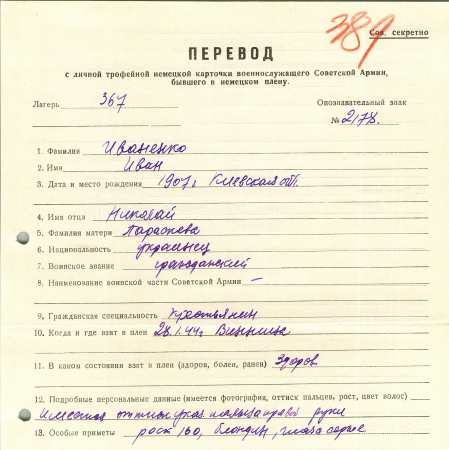 389
Сов. секретно
ПЕРЕВОД
с личной трофейной немецкой карточки военнослужащего Советской Армии,
бывшего в немецком плену.
Лагерь 367 Опознавательный знак
№ 2178.
1. Фамилия Иваненко
2. Имя Иван
3. Дата и место рождения 1907г Киевская обл.
4. Имя отца Николай
5. Фамилия матери Параскева
6. Национальность украинец
7. Воинское звание гражданский
8. Наименование воинской части Советской Армии —
9. Гражданская специальность крестьянин
10. Когда и где взят в плен 28.1.44г. Винница
11. В каком состоянии взят в плен (здоров, болен, ранен) здоров
12. Подробные персональные данные (имеется фотография, оттиск пальцев, рост, цвет волос)
имеется оттиск указ. пальца правой руки
13. Особые приметы рост 160, блондин, глаза серые